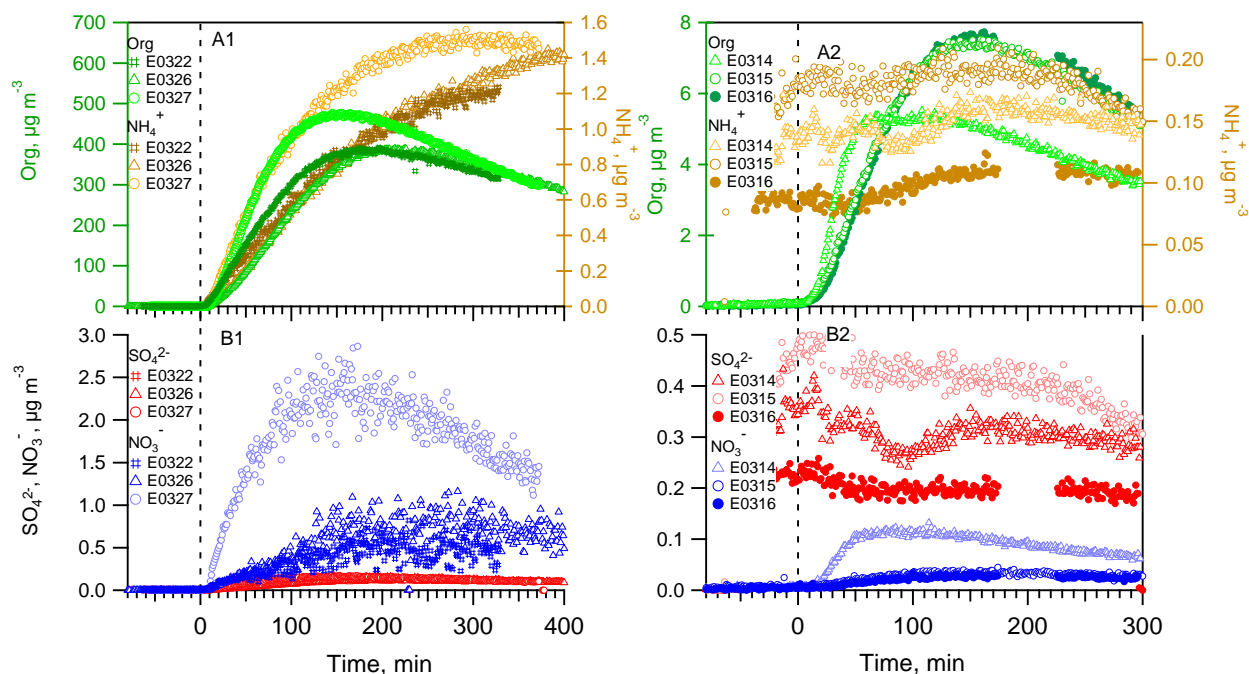 A1
Org
E0322
E0326
E0327
NH₄⁺
E0322
E0326
E0327
Org, µg m⁻³
700
600
500
400
300
200
100
0
NH₄⁺, µg m⁻³
1.6
1.4
1.2
1.0
0.8
0.6
0.4
0.2
0.0
A2
Org
E0314
E0315
E0316
NH₄⁺
E0314
E0315
E0316
Org, µg m⁻³
8
6
4
2
0
NH₄⁺, µg m⁻³
0.20
0.15
0.10
0.05
0.00
B1
SO₄²⁻
E0322
E0326
E0327
NO₃⁻
E0322
E0326
E0327
SO₄²⁻, NO₃⁻, µg m⁻³
3.0
2.5
2.0
1.5
1.0
0.5
0.0
0 100 200 300 400
Time, min
B2
SO₄²⁻
E0314
E0315
E0316
NO₃⁻
E0314
E0315
E0316
0.5
0.4
0.3
0.2
0.1
0.0
0 100 200 300
Time, min